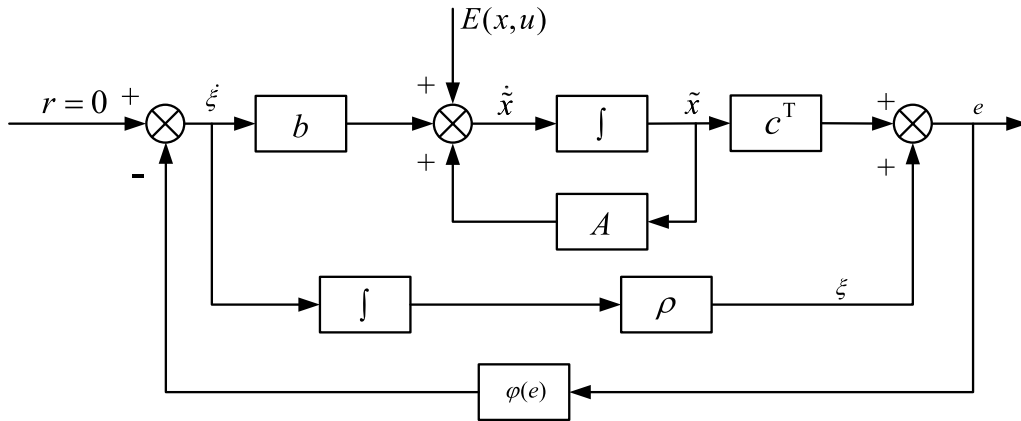 E(x,u)
r = 0
+
ξ̇
b
+
ẋ̃
∫
x̃
cᵀ
+
e
-
+
A
+
∫
ρ
ξ
φ(e)